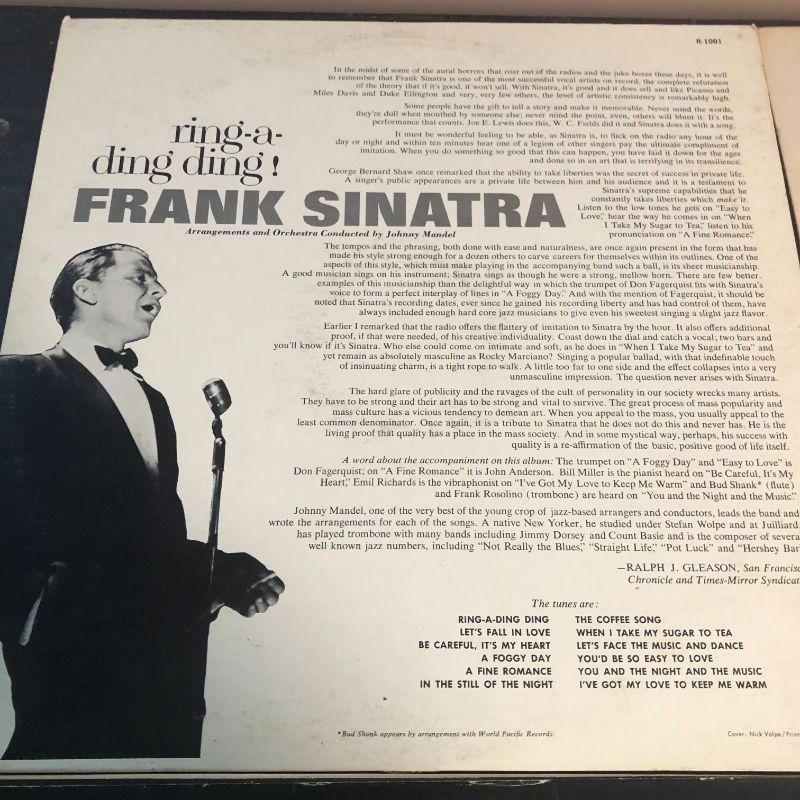 R-1001
In the midst of some of the aural horrors that roar out of the radios and the juke boxes these days, it is well
to remember that Frank Sinatra is one of the most successful vocal artists on record, the complete refutation
of the theory that if it's good, it won't sell. With Sinatra, it's good and it does sell and like Picasso and
Miles Davis and Duke Ellington and very, very few others, the level of artistic consistency is remarkably high.
Some people have the gift to tell a story and make it memorable. Never mind the words,
they're dull when mouthed by someone else; never mind the point, even, others will blunt it. It's the
performance that counts. Joe E. Lewis does this, W. C. Fields did it and Sinatra does it with a song.
It must be wonderful feeling to be able, as Sinatra is, to flick on the radio any hour of the
day or night and within ten minutes hear one of a legion of other singers pay the ultimate compliment of
imitation. When you do something so good that this can happen, you have laid it down for the ages
and done so in an art that is terrifying in its transilience.
George Bernard Shaw once remarked that the ability to take liberties was the secret of success in private life.
A singer's public appearances are a private life between him and his audience and it is a testament to
Sinatra's supreme capabilities that he
constantly takes liberties which make it.
Listen to the low tones he gets on "Easy to
Love," hear the way he comes in on "When
I Take My Sugar to Tea," listen to his
pronunciation on "A Fine Romance."
ring-a-
ding ding!
FRANK SINATRA
Arrangements and Orchestra Conducted by Johnny Mandel
The tempos and the phrasing, both done with ease and naturalness, are once again present in the form that has
made his style strong enough for a dozen others to carve careers for themselves within its outlines. One of the
aspects of this style, which must make playing in the accompanying band such a ball, is its sheer musicianship.
A good musician sings on his instrument; Sinatra sings as though he were a strong, mellow horn. There are few better
examples of this musicianship than the delightful way in which the trumpet of Don Fagerquist fits with Sinatra's
voice to form a perfect interplay of lines in "A Foggy Day." And with the mention of Fagerquist, it should be
noted that Sinatra's recording dates, ever since he gained his recording liberty and has had control of them, have
always included enough hard core jazz musicians to give even his sweetest singing a slight jazz flavor.
Earlier I remarked that the radio offers the flattery of imitation to Sinatra by the hour. It also offers additional
proof, if that were needed, of his creative individuality. Coast down the dial and catch a vocal; two bars and
you'll know if it's Sinatra. Who else could come on intimate and soft, as he does in "When I Take My Sugar to Tea" and
yet remain as absolutely masculine as Rocky Marciano? Singing a popular ballad, with that indefinable touch
of insinuating charm, is a tight rope to walk. A little too far to one side and the effect collapses into a very
unmasculine impression. The question never arises with Sinatra.
The hard glare of publicity and the ravages of the cult of personality in our society wrecks many artists.
They have to be strong and their art has to be strong and vital to survive. The great process of mass popularity and
mass culture has a vicious tendency to demean art. When you appeal to the mass, you usually appeal to the
least common denominator. Once again, it is a tribute to Sinatra that he does not do this and never has. He is the
living proof that quality has a place in the mass society. And in some mystical way, perhaps, his success with
quality is a re-affirmation of the basic, positive good of life itself.
A word about the accompaniment on this album: The trumpet on "A Foggy Day" and "Easy to Love" is
Don Fagerquist; on "A Fine Romance" it is John Anderson. Bill Miller is the pianist heard on "Be Careful, It's My
Heart," Emil Richards is the vibraphonist on "I've Got My Love to Keep Me Warm" and Bud Shank* (flute)
and Frank Rosolino (trombone) are heard on "You and the Night and the Music."
Johnny Mandel, one of the very best of the young crop of jazz-based arrangers and conductors, leads the band and
wrote the arrangements for each of the songs. A native New Yorker, he studied under Stefan Wolpe and at Juilliard,
has played trombone with many bands including Jimmy Dorsey and Count Basie and is the composer of severa
well known jazz numbers, including "Not Really the Blues," "Straight Life," "Pot Luck" and "Hershey Bar
—RALPH J. GLEASON, San Francisc
Chronicle and Times-Mirror Syndicat
The tunes are:
RING-A-DING DING THE COFFEE SONG
LET'S FALL IN LOVE WHEN I TAKE MY SUGAR TO TEA
BE CAREFUL, IT'S MY HEART LET'S FACE THE MUSIC AND DANCE
A FOGGY DAY YOU'D BE SO EASY TO LOVE
A FINE ROMANCE YOU AND THE NIGHT AND THE MUSIC
IN THE STILL OF THE NIGHT I'VE GOT MY LOVE TO KEEP ME WARM
*Bud Shank appears by arrangement with World Pacific Records.
Cover: Nick Volpe/Print